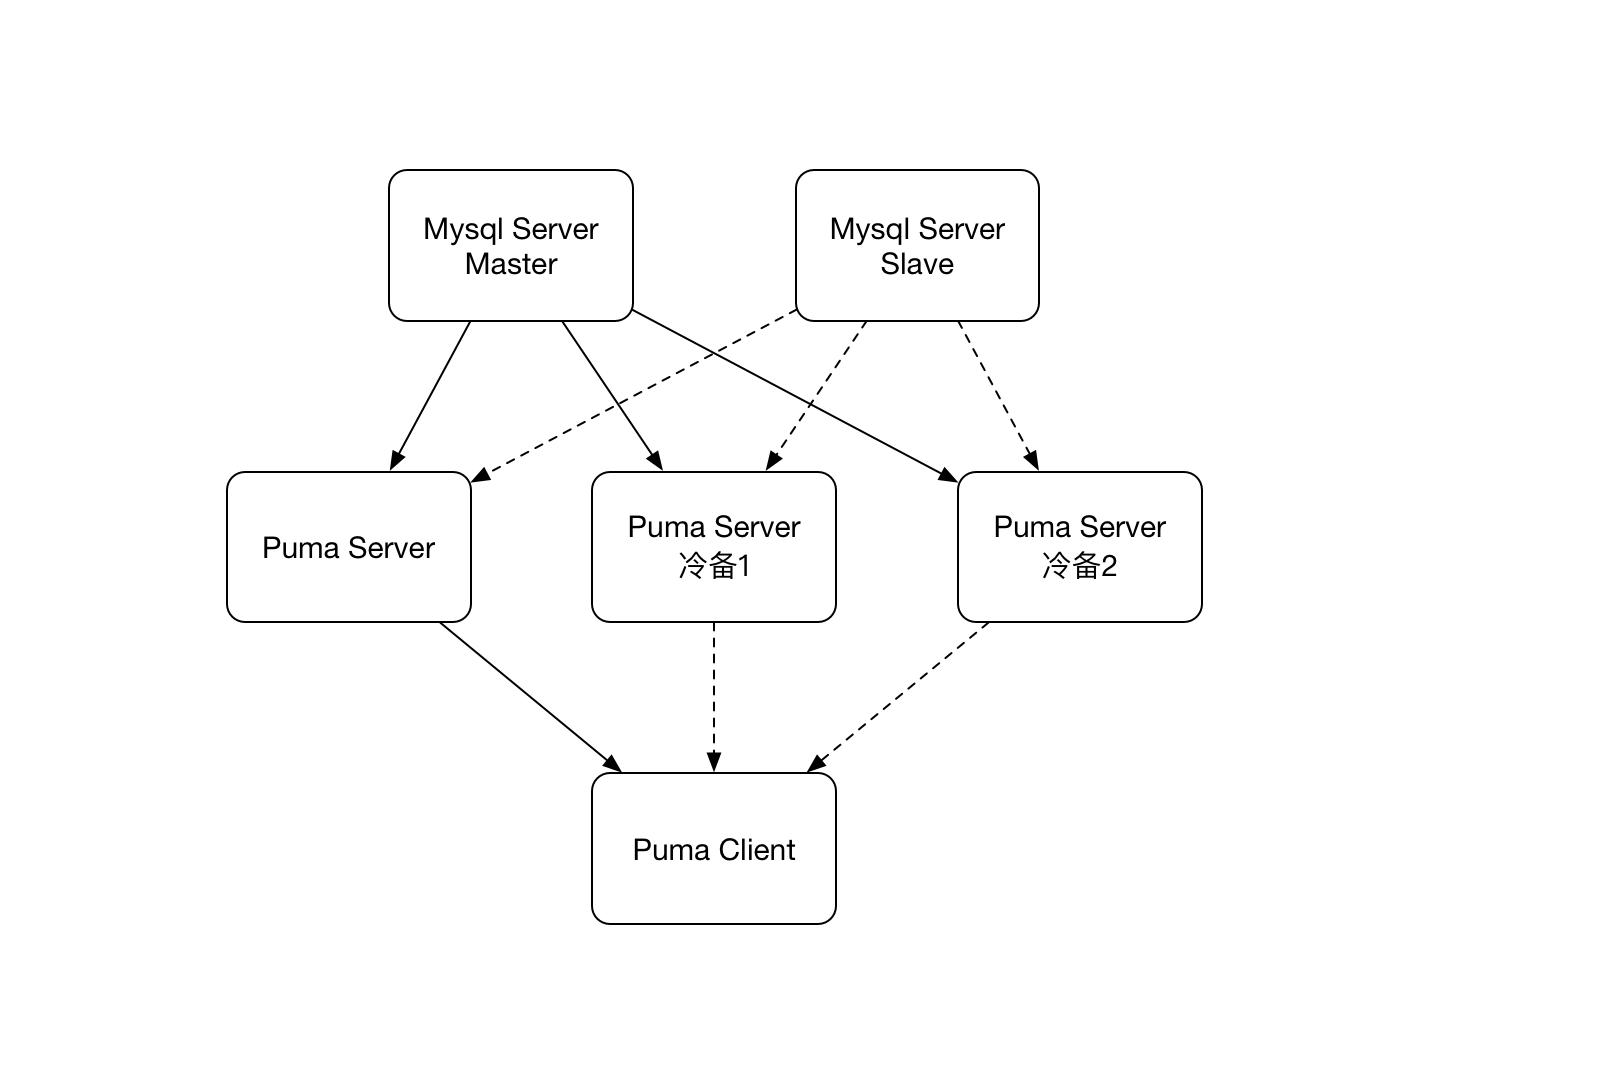 Mysql Server
Master
Mysql Server
Slave
Puma Server
Puma Server
冷备1
Puma Server
冷备2
Puma Client